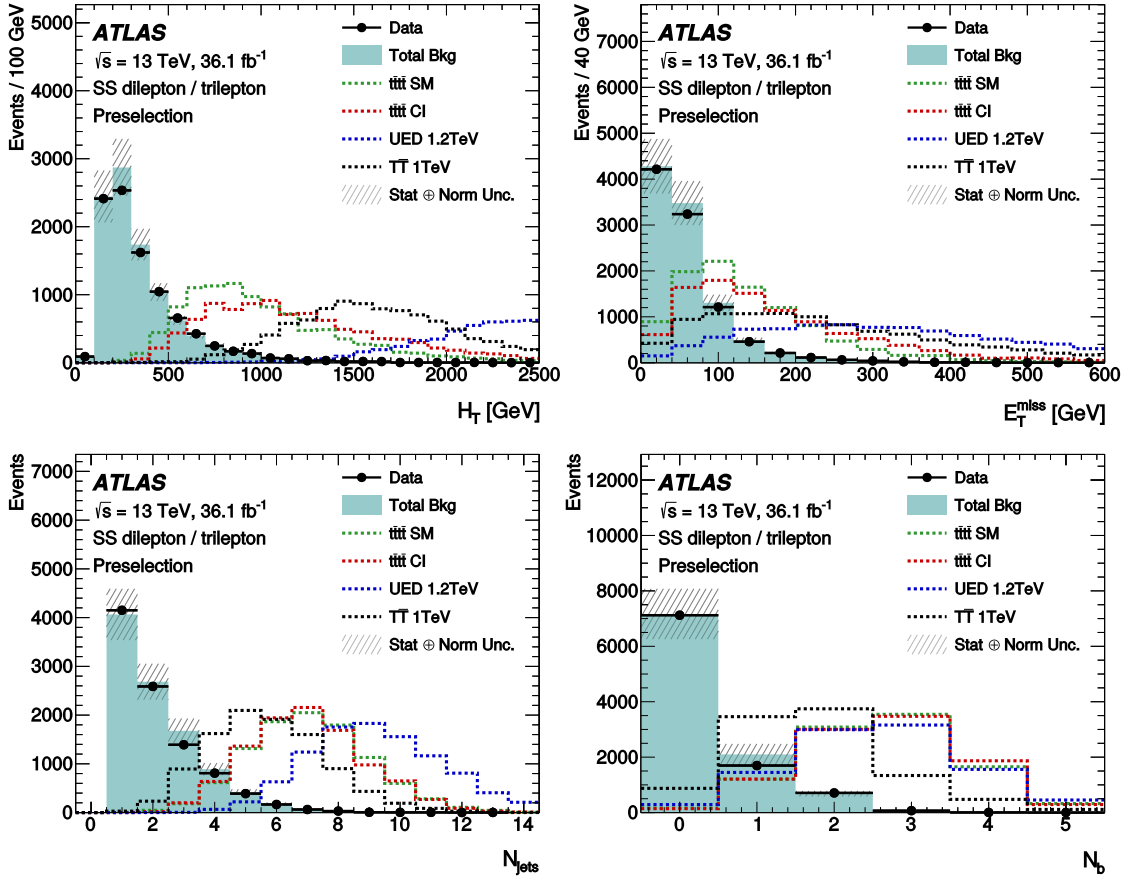 Events / 100 GeV
5000
4000
3000
2000
1000
0
ATLAS
√s = 13 TeV, 36.1 fb⁻¹
SS dilepton / trilepton
Preselection
Data
Total Bkg
tt̄tt̄ SM
tt̄tt̄ CI
UED 1.2TeV
TT̄ 1TeV
Stat ⊕ Norm Unc.
0 500 1000 1500 2000 2500
H_T [GeV]
Events / 40 GeV
7000
6000
5000
4000
3000
2000
1000
0
ATLAS
√s = 13 TeV, 36.1 fb⁻¹
SS dilepton / trilepton
Preselection
Data
Total Bkg
tt̄tt̄ SM
tt̄tt̄ CI
UED 1.2TeV
TT̄ 1TeV
Stat ⊕ Norm Unc.
0 100 200 300 400 500 600
E_T^miss [GeV]
Events
7000
6000
5000
4000
3000
2000
1000
0
ATLAS
√s = 13 TeV, 36.1 fb⁻¹
SS dilepton / trilepton
Preselection
Data
Total Bkg
tt̄tt̄ SM
tt̄tt̄ CI
UED 1.2TeV
TT̄ 1TeV
Stat ⊕ Norm Unc.
0 2 4 6 8 10 12 14
N_jets
Events
12000
10000
8000
6000
4000
2000
0
ATLAS
√s = 13 TeV, 36.1 fb⁻¹
SS dilepton / trilepton
Preselection
Data
Total Bkg
tt̄tt̄ SM
tt̄tt̄ CI
UED 1.2TeV
TT̄ 1TeV
Stat ⊕ Norm Unc.
0 1 2 3 4 5
N_b